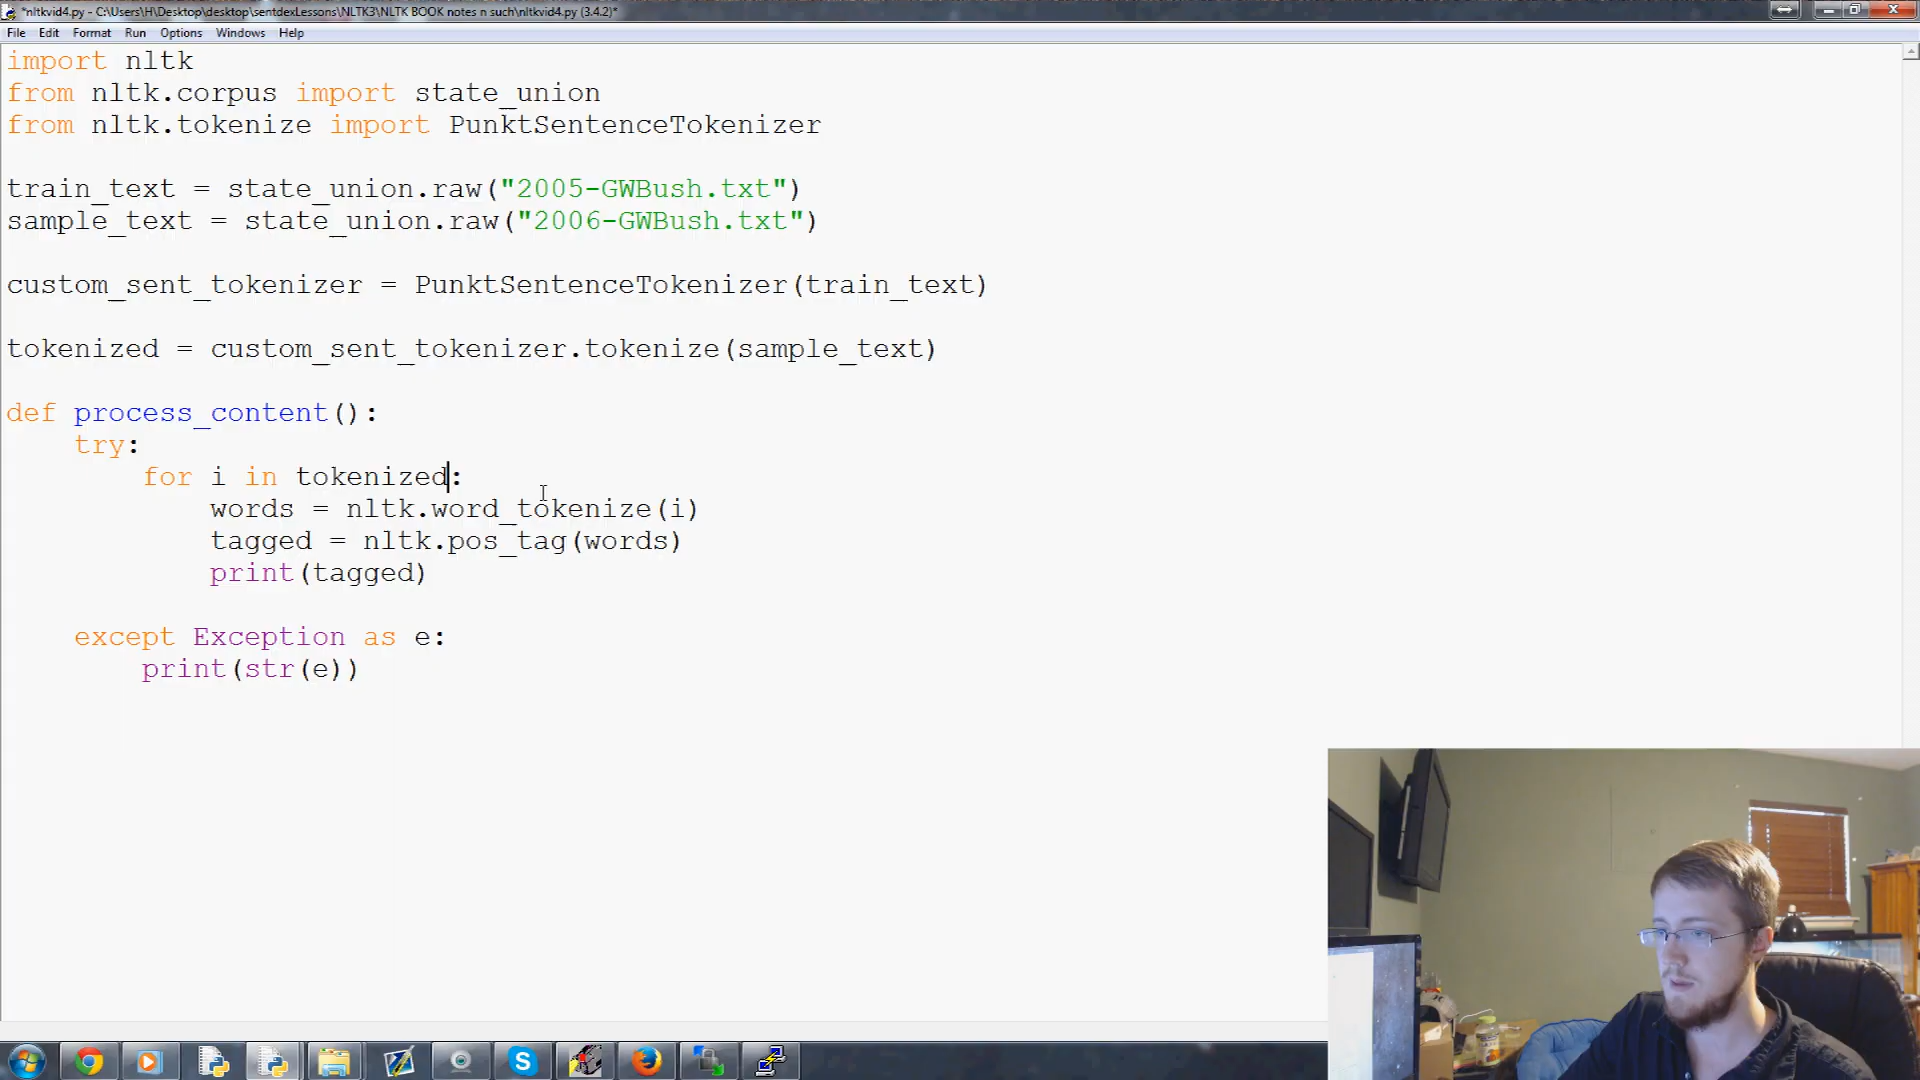 *nltkvid4.py - C:\Users\H\Desktop\desktop\sentdexLessons\NLTK3\NLTK BOOK notes n such\nltkvid4.py (3.4.2)*
File Edit Format Run Options Windows Help
import nltk
from nltk.corpus import state_union
from nltk.tokenize import PunktSentenceTokenizer
train_text = state_union.raw("2005-GWBush.txt")
sample_text = state_union.raw("2006-GWBush.txt")
custom_sent_tokenizer = PunktSentenceTokenizer(train_text)
tokenized = custom_sent_tokenizer.tokenize(sample_text)
def process_content():
    try:
        for i in tokenized:
            words = nltk.word_tokenize(i)
            tagged = nltk.pos_tag(words)
            print(tagged)
    except Exception as e:
        print(str(e))